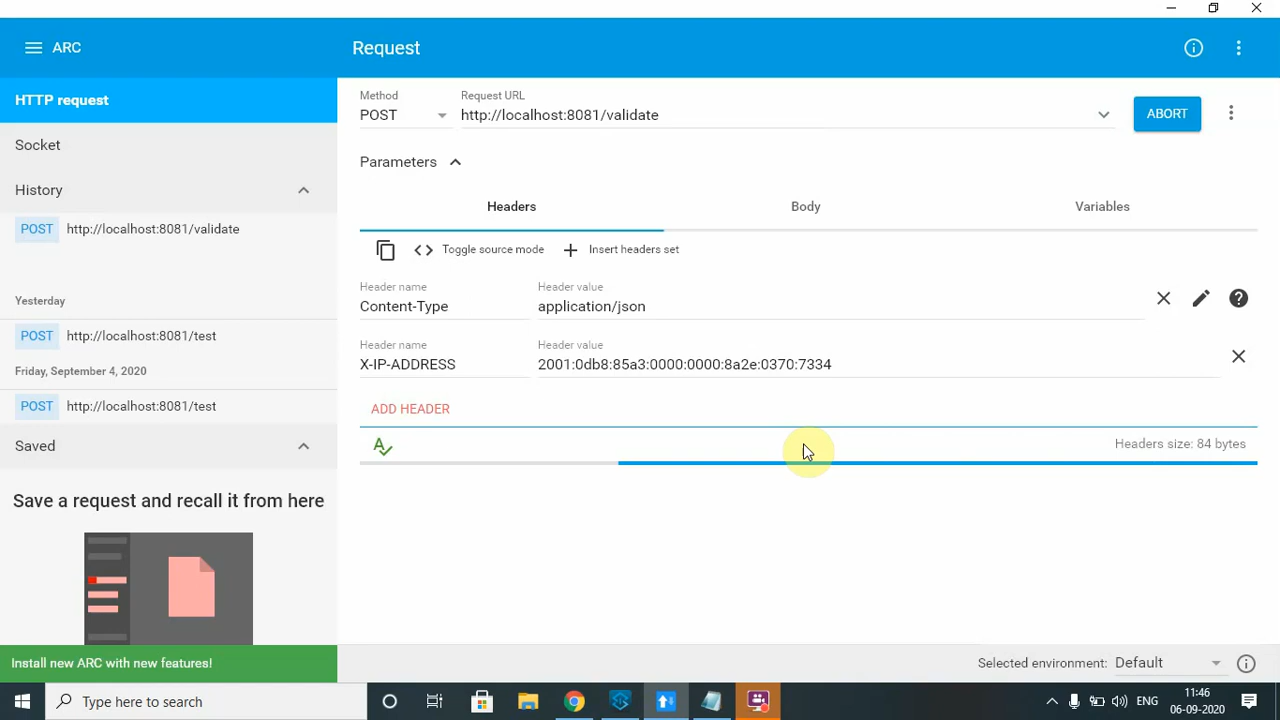 ARC
Request
HTTP request
Socket
History
POST http://localhost:8081/validate
Yesterday
POST http://localhost:8081/test
Friday, September 4, 2020
POST http://localhost:8081/test
Saved
Save a request and recall it from here
Install new ARC with new features!
Method
POST
Request URL
http://localhost:8081/validate
ABORT
Parameters
Headers Body Variables
Toggle source mode Insert headers set
Header name Header value
Content-Type application/json
Header name Header value
X-IP-ADDRESS 2001:0db8:85a3:0000:0000:8a2e:0370:7334
ADD HEADER
A Headers size: 84 bytes
Selected environment: Default
Type here to search
ENG
11:46
06-09-2020